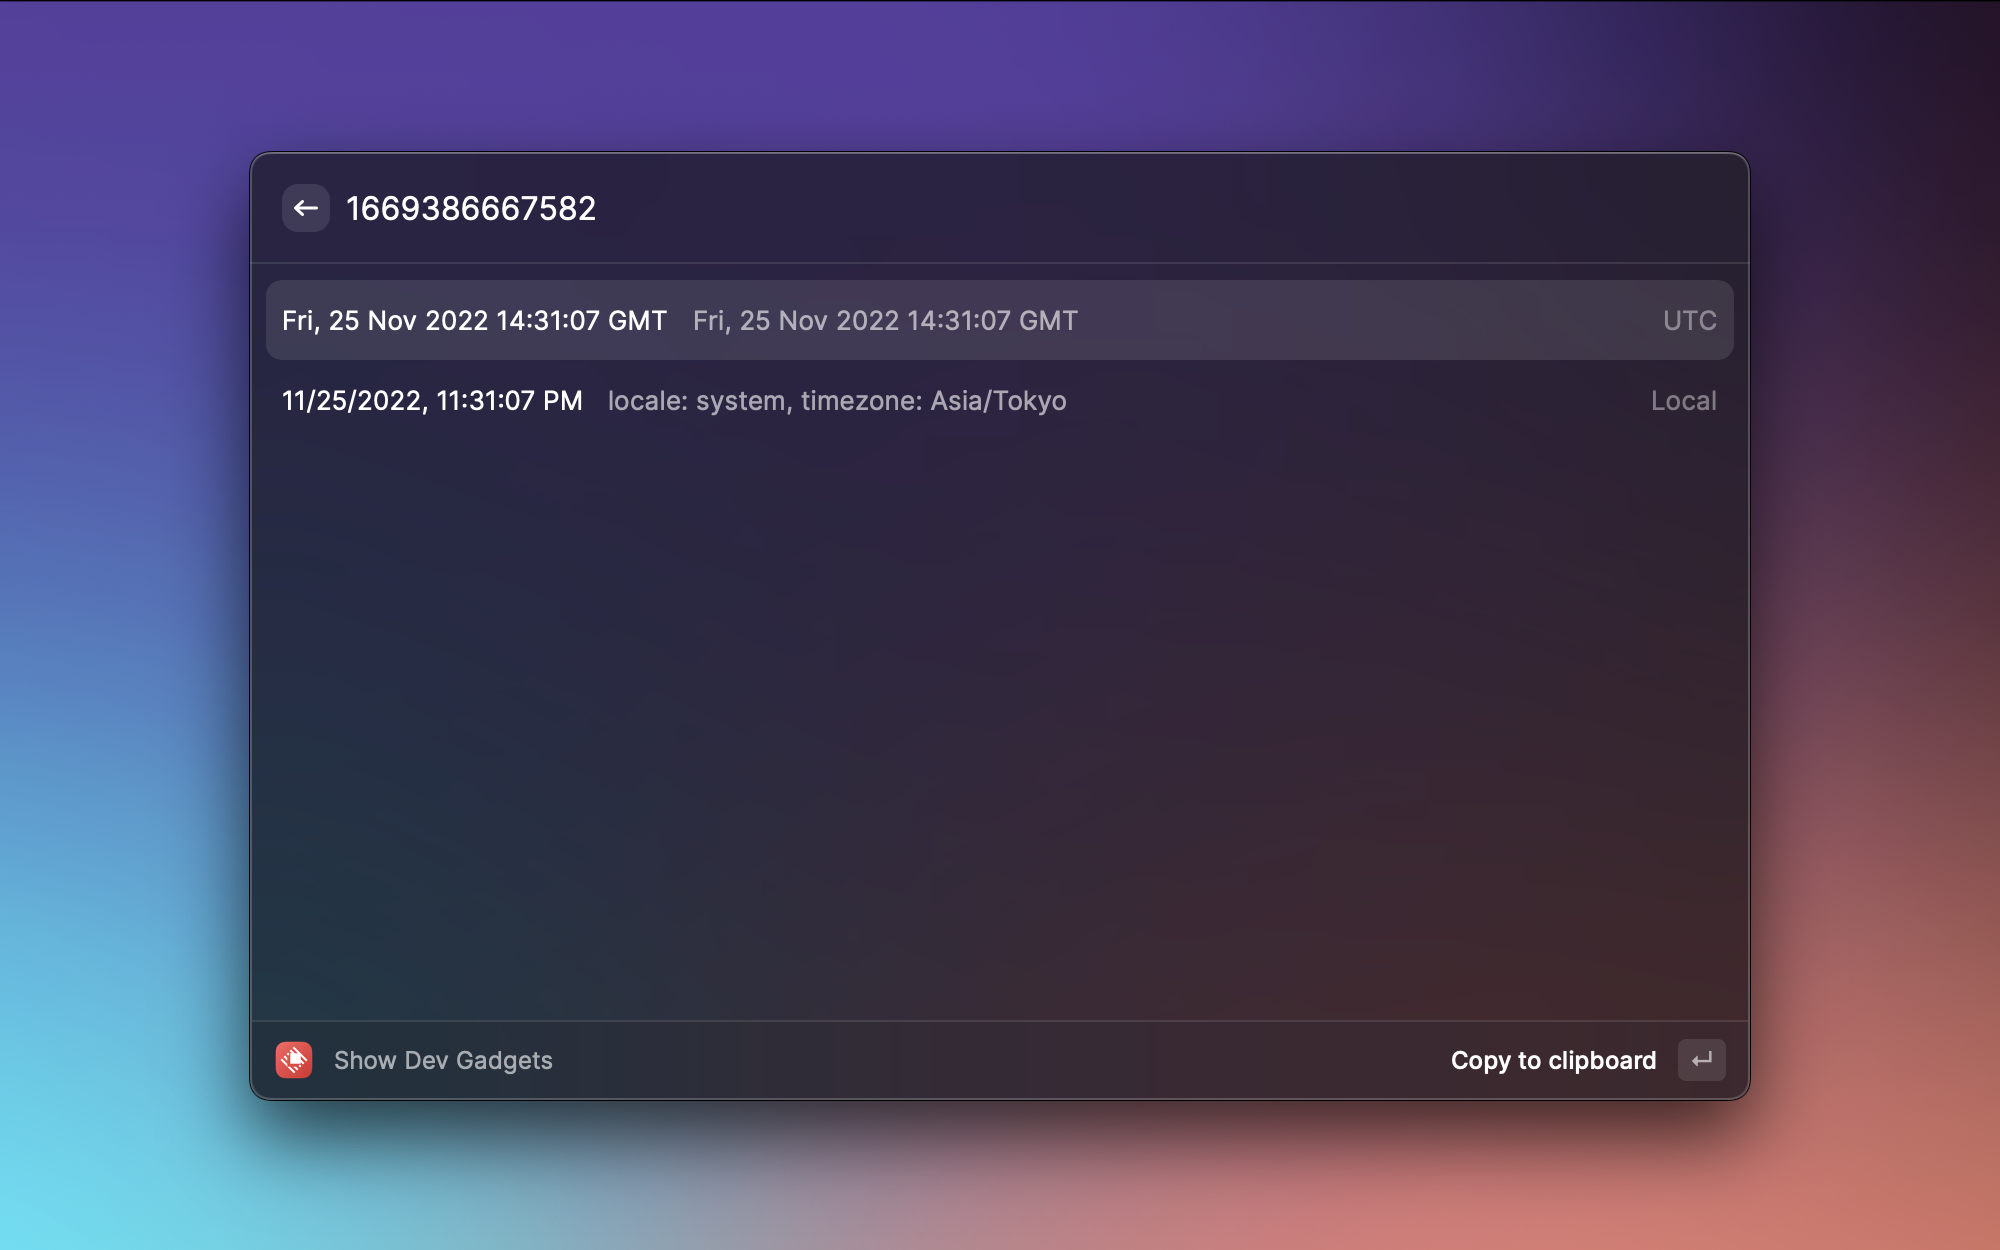 1669386667582
Fri, 25 Nov 2022 14:31:07 GMT Fri, 25 Nov 2022 14:31:07 GMT UTC
11/25/2022, 11:31:07 PM locale: system, timezone: Asia/Tokyo Local
Show Dev Gadgets Copy to clipboard